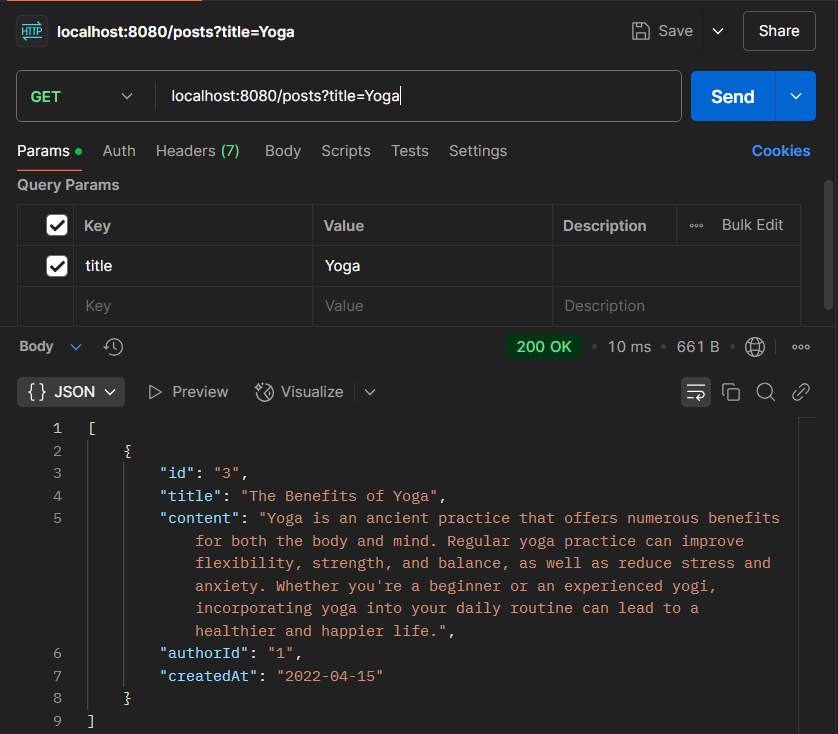 HTTP localhost:8080/posts?title=Yoga Save Share
GET localhost:8080/posts?title=Yoga Send
Params Auth Headers (7) Body Scripts Tests Settings Cookies
Query Params
Key Value Description Bulk Edit
title Yoga
Key Value Description
Body 200 OK 10 ms 661 B
{} JSON Preview Visualize
1 [
2 {
3 "id": "3",
4 "title": "The Benefits of Yoga",
5 "content": "Yoga is an ancient practice that offers numerous benefits
for both the body and mind. Regular yoga practice can improve
flexibility, strength, and balance, as well as reduce stress and
anxiety. Whether you're a beginner or an experienced yogi,
incorporating yoga into your daily routine can lead to a
healthier and happier life.",
6 "authorId": "1",
7 "createdAt": "2022-04-15"
8 }
9 ]